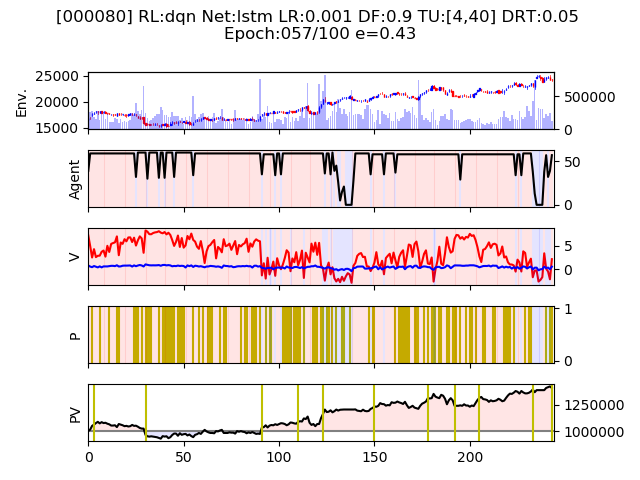 [000080] RL:dqn Net:lstm LR:0.001 DF:0.9 TU:[4,40] DRT:0.05
Epoch:057/100 e=0.43
Env.
25000
20000
15000
500000
0
Agent
50
0
V
5
0
P
1
0
PV
1250000
1000000
0 50 100 150 200